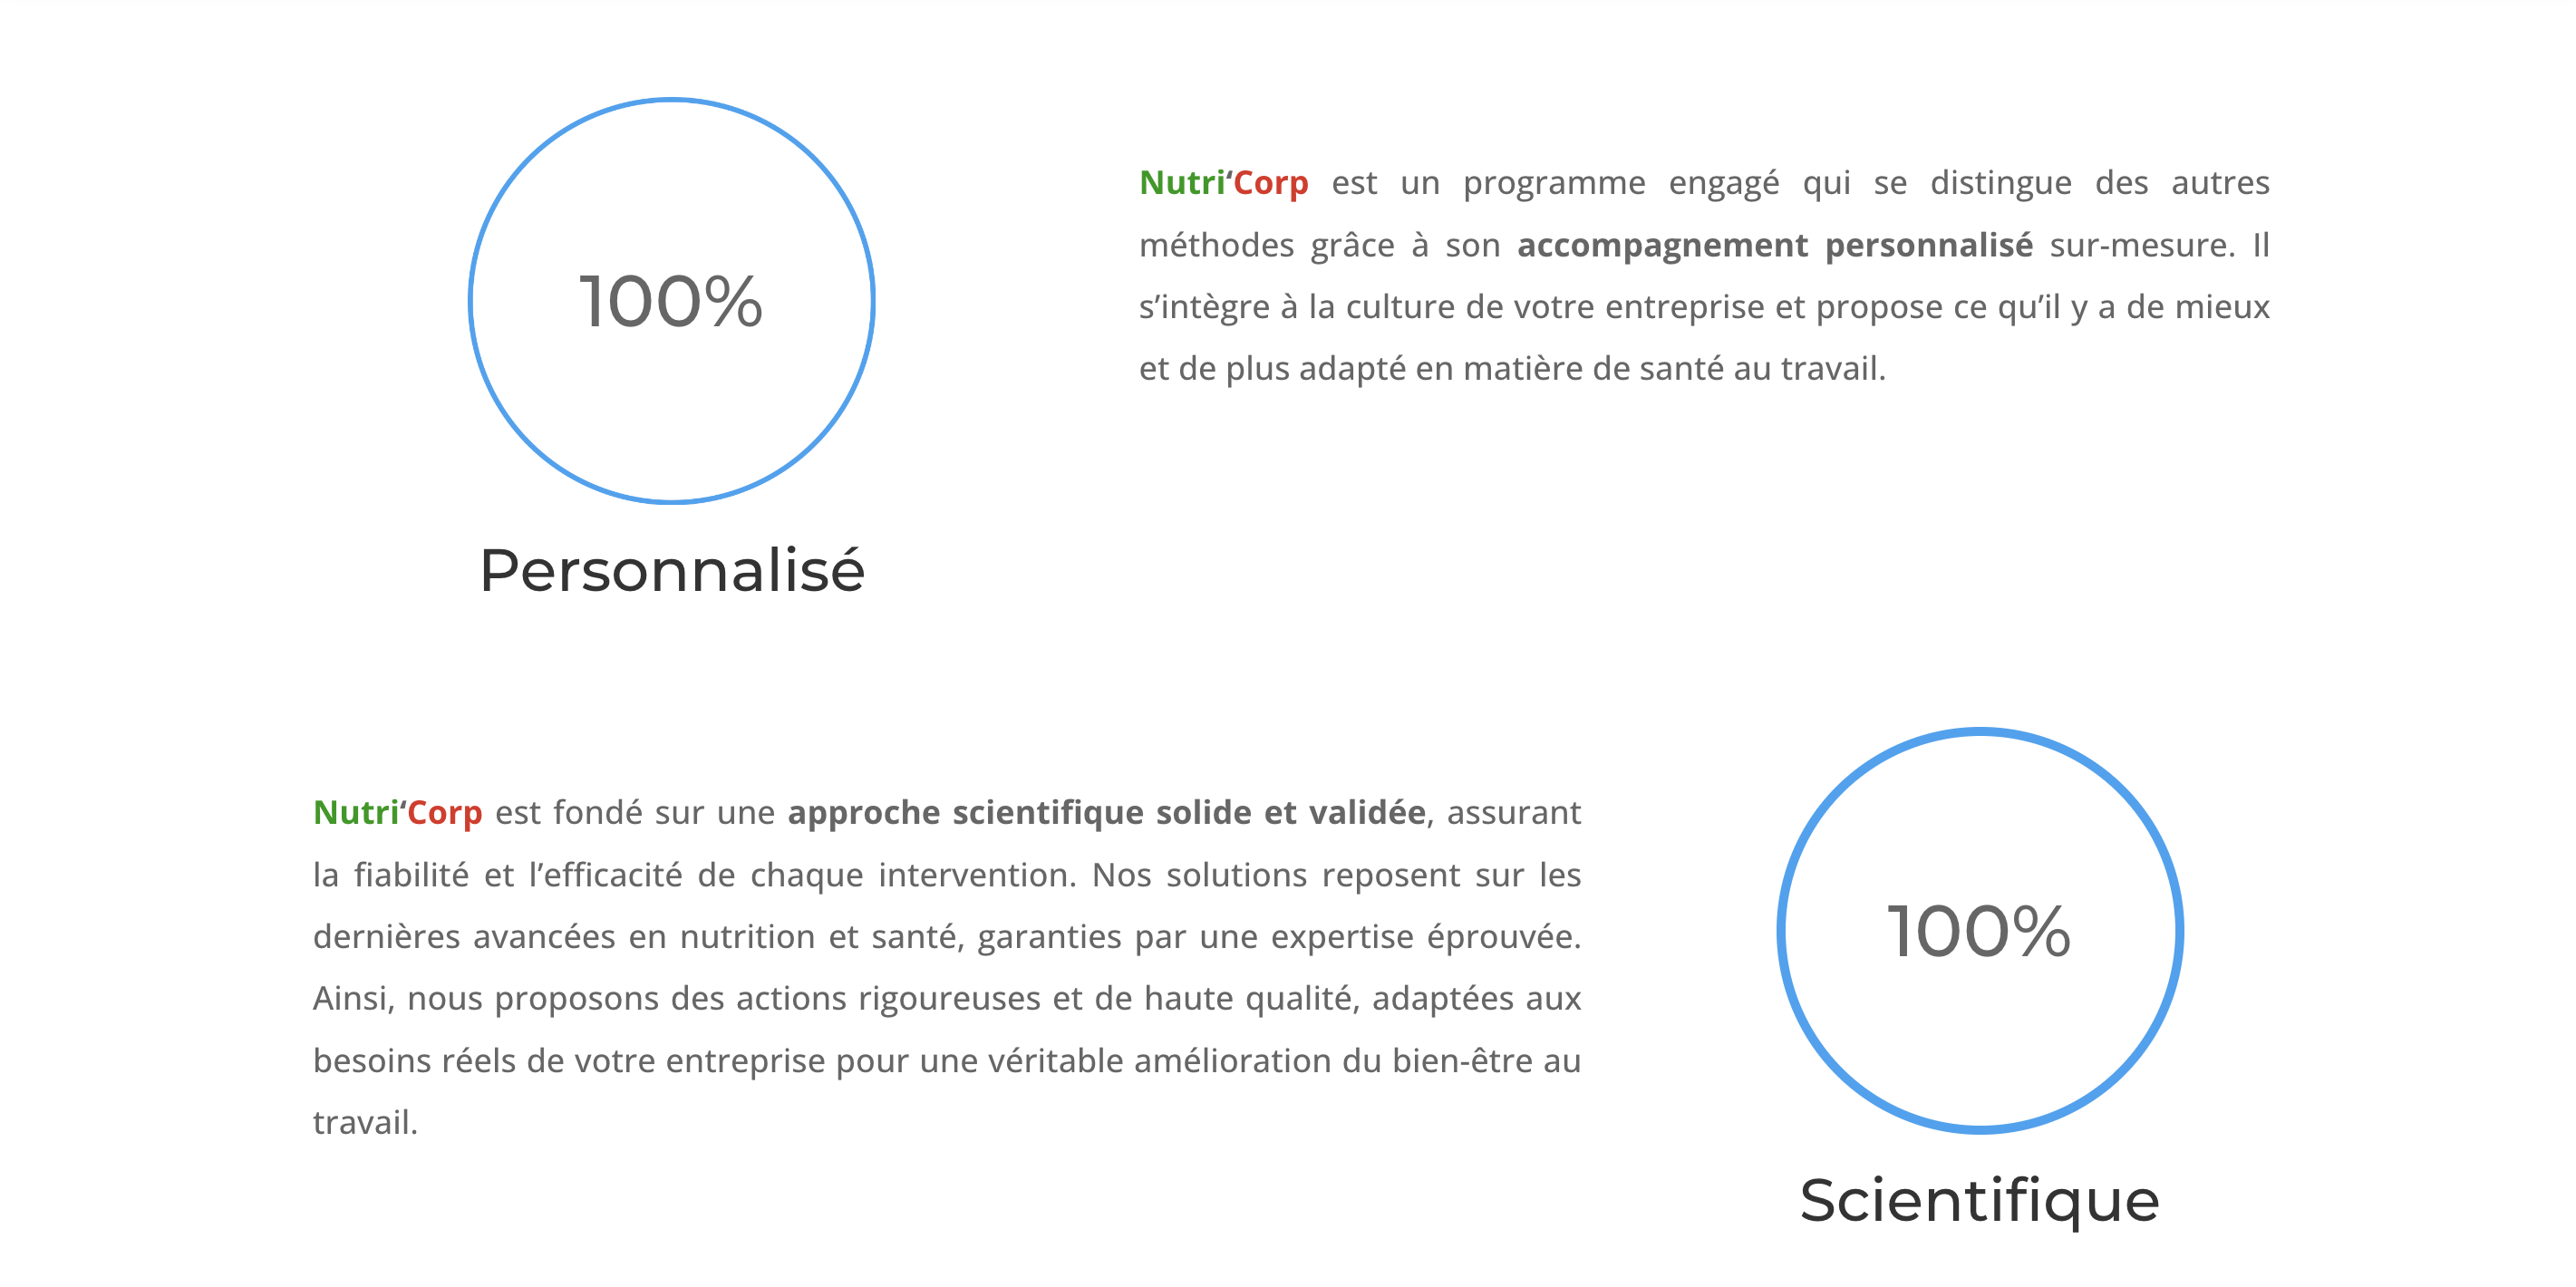 100%
Personnalisé
Nutri‘Corp est un programme engagé qui se distingue des autres
méthodes grâce à son accompagnement personnalisé sur-mesure. Il
s’intègre à la culture de votre entreprise et propose ce qu’il y a de mieux
et de plus adapté en matière de santé au travail.
Nutri‘Corp est fondé sur une approche scientifique solide et validée, assurant
la fiabilité et l’efficacité de chaque intervention. Nos solutions reposent sur les
dernières avancées en nutrition et santé, garanties par une expertise éprouvée.
Ainsi, nous proposons des actions rigoureuses et de haute qualité, adaptées aux
besoins réels de votre entreprise pour une véritable amélioration du bien-être au
travail.
100%
Scientifique